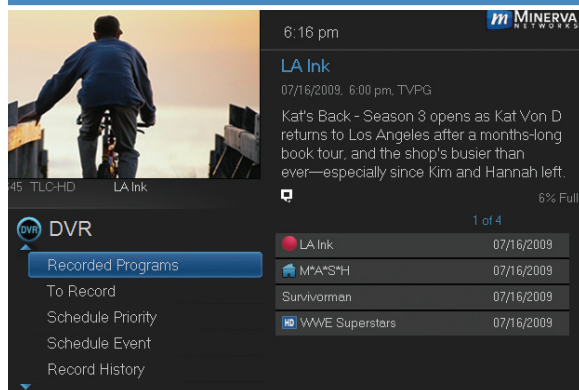 6:16 pm
m MINERVA
NETWORKS
LA Ink
07/16/2009, 6:00 pm, TVPG
Kat's Back - Season 3 opens as Kat Von D
returns to Los Angeles after a months-long
book tour, and the shop's busier than
ever—especially since Kim and Hannah left.
6% Full
45 TLC-HD LA Ink
1 of 4
DVR DVR
LA Ink 07/16/2009
M*A*S*H 07/16/2009
Survivorman 07/16/2009
HD WWE Superstars 07/16/2009
Recorded Programs
To Record
Schedule Priority
Schedule Event
Record History